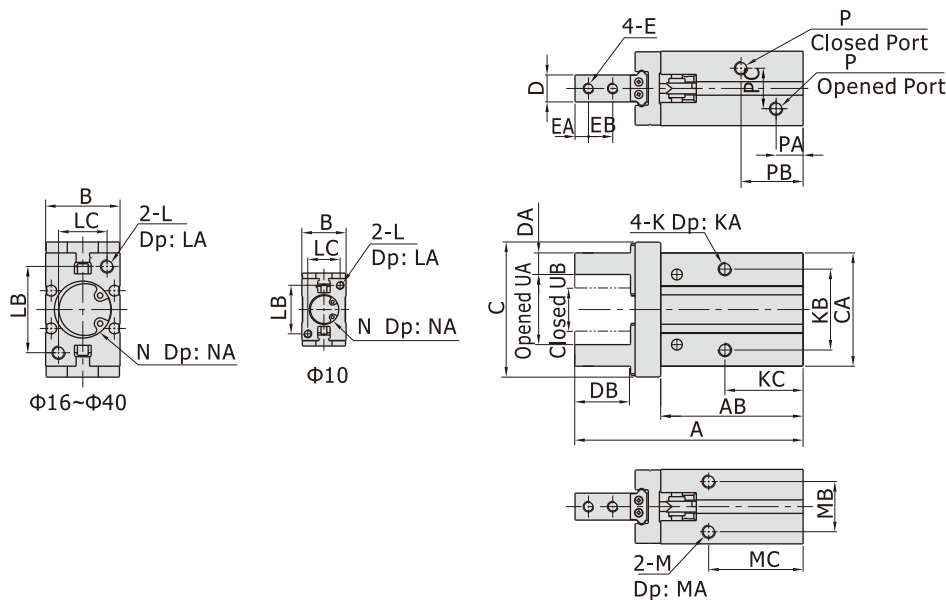 4-E
P
Closed Port
P
Opened Port
D
EA
EB
PC
PA
PB
B
LC
2-L
Dp: LA
LB
N Dp: NA
Φ16~Φ40
B
LC
2-L
Dp: LA
LB
N Dp: NA
Φ10
DA
4-K Dp: KA
C
Opened UA
Closed UB
KB
CA
DB
KC
AB
A
MB
2-M
Dp: MA
MC